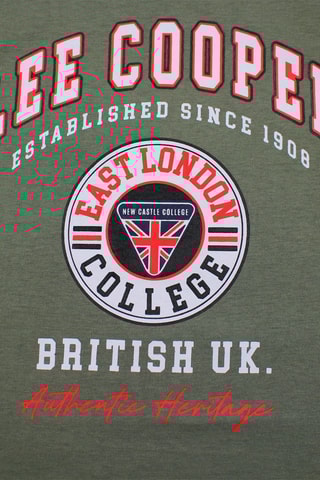 LEE COOPER
ESTABLISHED SINCE 1908
EAST LONDON
NEW CASTLE COLLEGE
COLLEGE
BRITISH UK.
Authentic Heritage